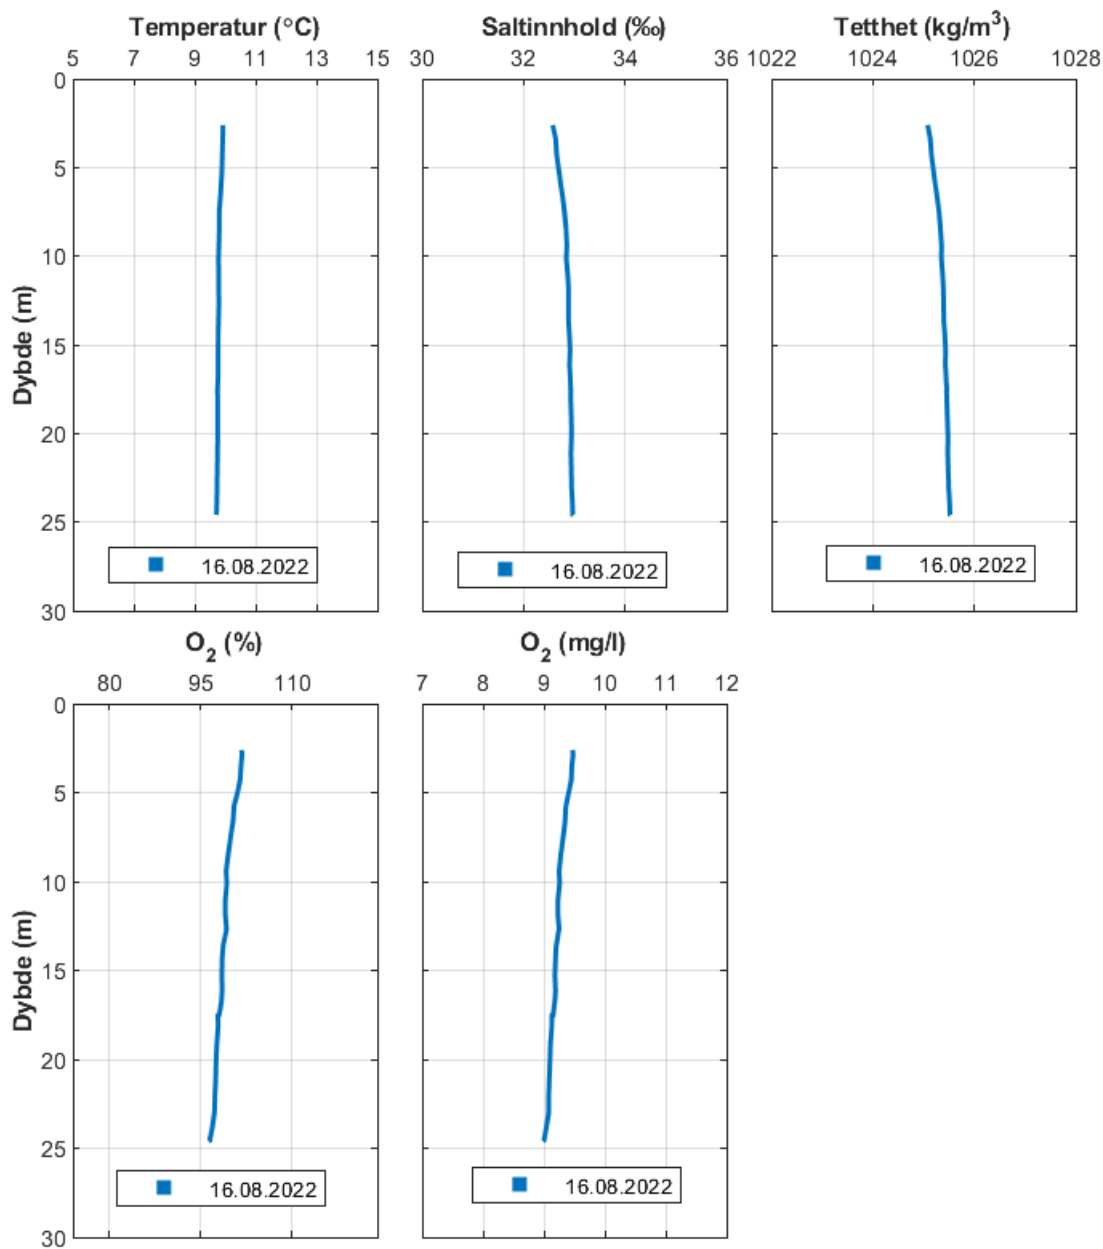 Temperatur (°C) Saltinnhold (‰) Tetthet (kg/m³)
5 7 9 11 13 15 30 32 34 36 1022 1024 1026 1028
0
5
10
15
20
25
30
Dybde (m)
16.08.2022 16.08.2022 16.08.2022
O₂ (%) O₂ (mg/l)
80 95 110 7 8 9 10 11 12
0
5
10
15
20
25
30
Dybde (m)
16.08.2022 16.08.2022